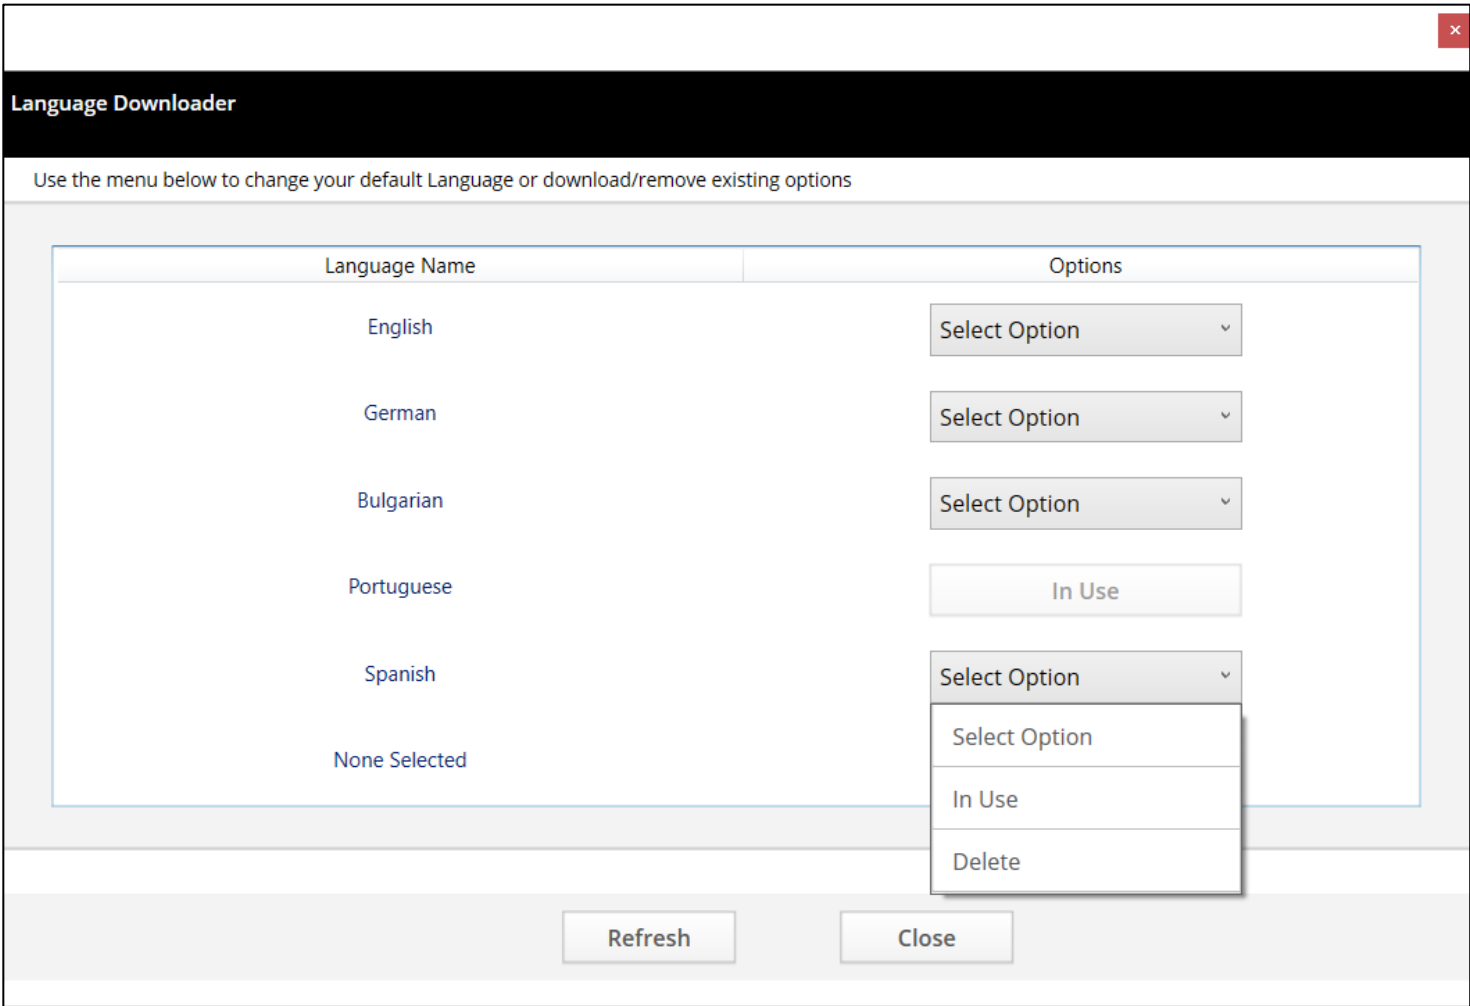 ×
Language Downloader
Use the menu below to change your default Language or download/remove existing options
Language Name Options
English Select Option
German Select Option
Bulgarian Select Option
Portuguese In Use
Spanish Select Option
Select Option
None Selected
In Use
Delete
Refresh Close